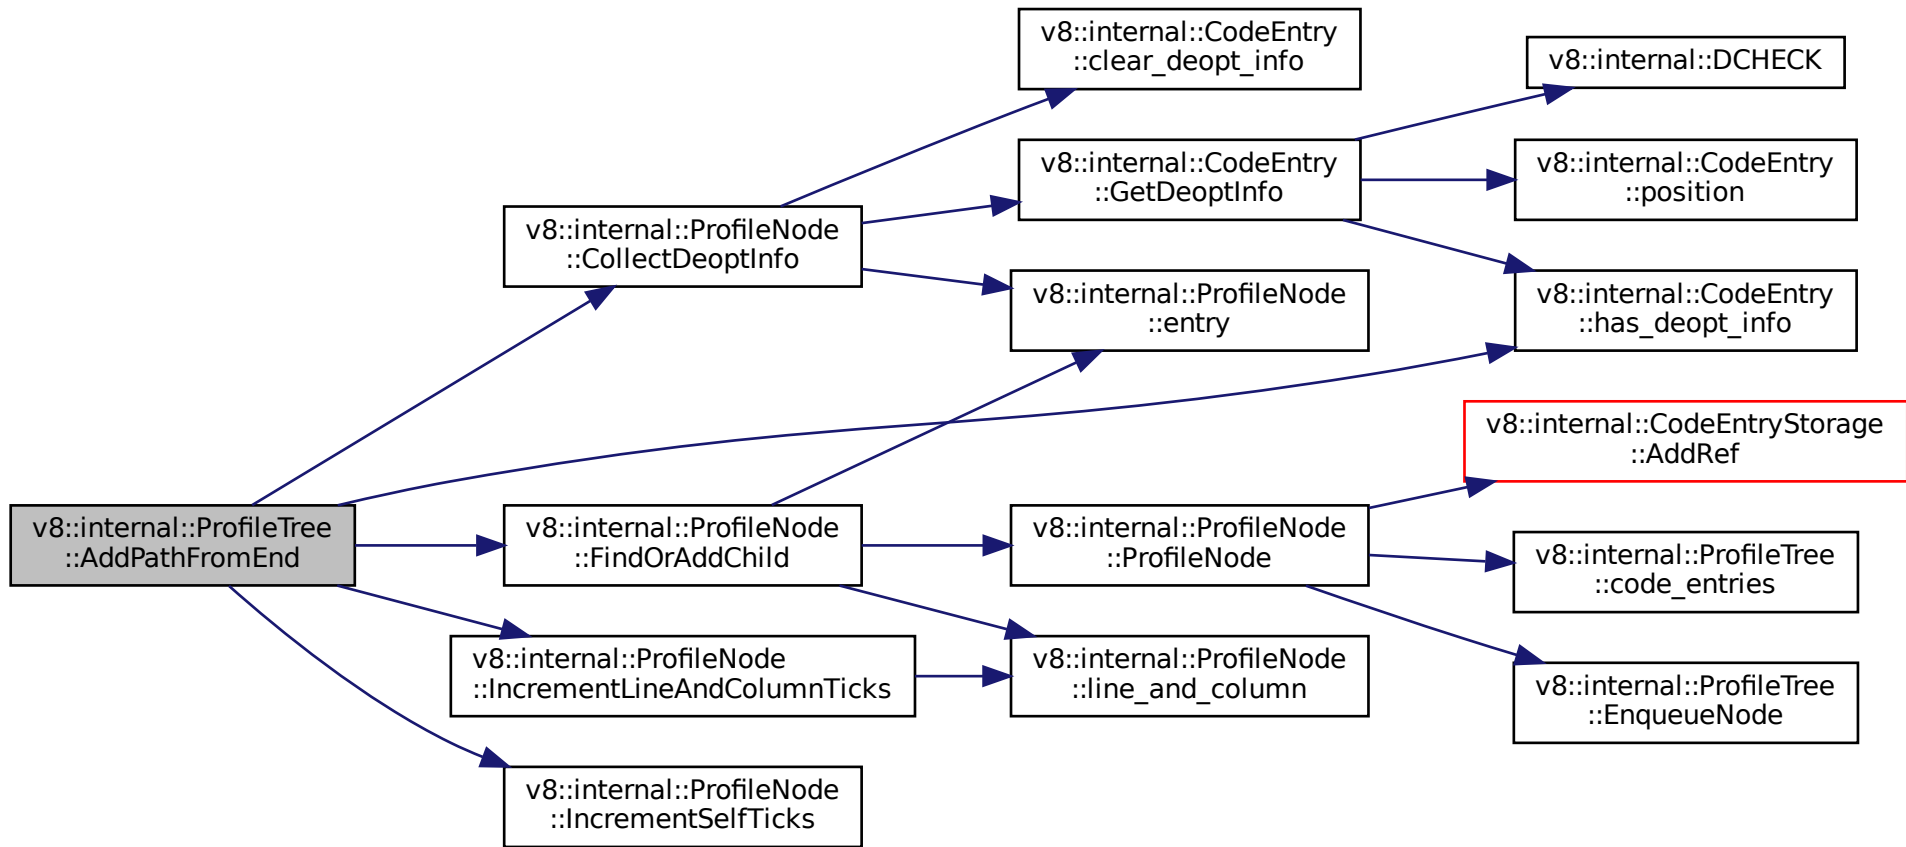 v8::internal::ProfileTree
::AddPathFromEnd
v8::internal::ProfileNode
::CollectDeoptInfo
v8::internal::CodeEntry
::clear_deopt_info
v8::internal::CodeEntry
::GetDeoptInfo
v8::internal::DCHECK
v8::internal::CodeEntry
::position
v8::internal::CodeEntry
::has_deopt_info
v8::internal::ProfileNode
::entry
v8::internal::ProfileNode
::FindOrAddChild
v8::internal::ProfileNode
::ProfileNode
v8::internal::CodeEntryStorage
::AddRef
v8::internal::ProfileTree
::code_entries
v8::internal::ProfileTree
::EnqueueNode
v8::internal::ProfileNode
::line_and_column
v8::internal::ProfileNode
::IncrementLineAndColumnTicks
v8::internal::ProfileNode
::IncrementSelfTicks